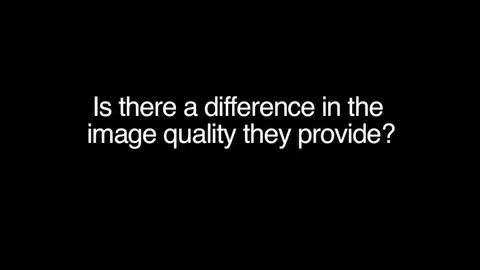 Is there a difference in the
image quality they provide?